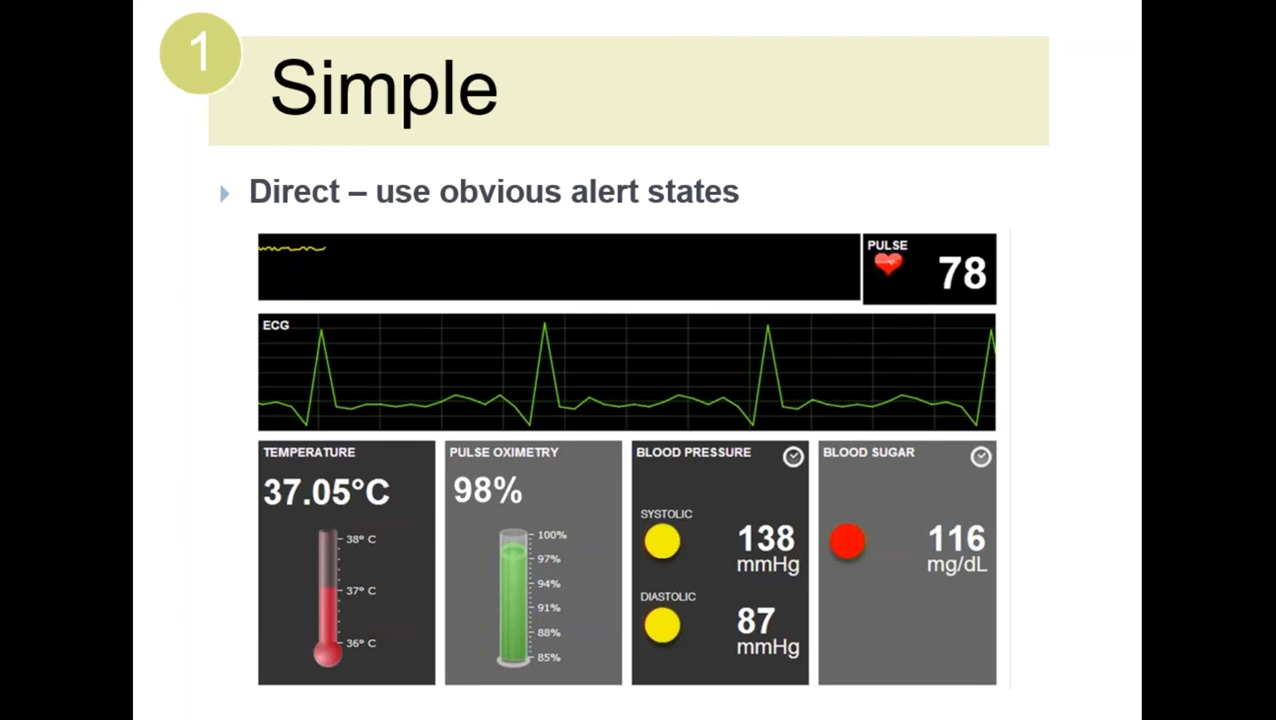 1
Simple
Direct – use obvious alert states
PULSE
78
ECG
TEMPERATURE
37.05°C
38° C
37° C
36° C
PULSE OXIMETRY
98%
100%
97%
94%
91%
88%
85%
BLOOD PRESSURE
SYSTOLIC
138
mmHg
DIASTOLIC
87
mmHg
BLOOD SUGAR
116
mg/dL